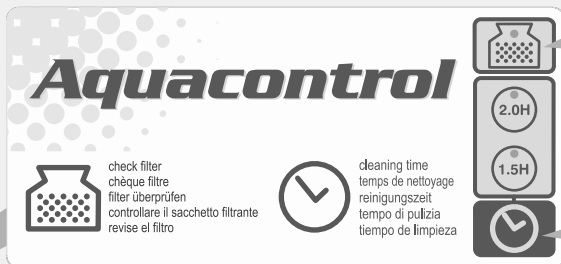 Aquacontrol
check filter
chèque filtre
filter überprüfen
controllare il sacchetto filtrante
revise el filtro
cleaning time
temps de nettoyage
reinigungszeit
tempo di pulizia
tiempo de limpieza
2.0H
1.5H